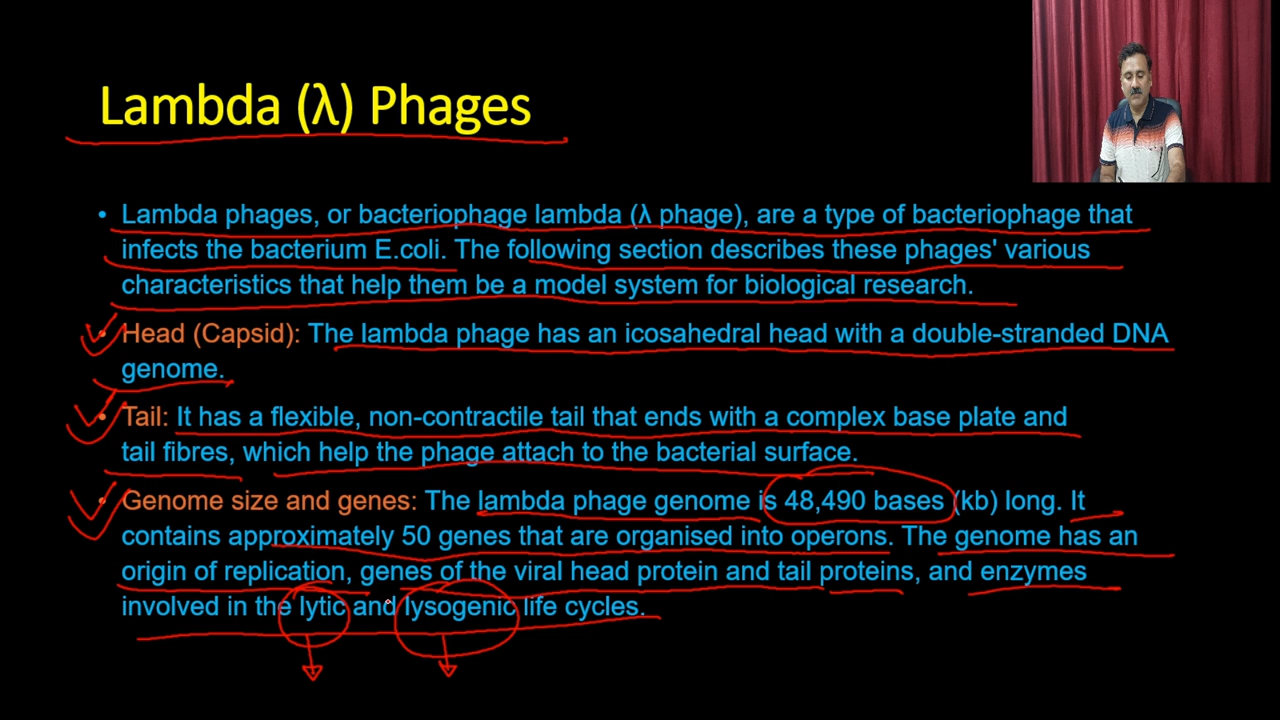 Lambda (λ) Phages
• Lambda phages, or bacteriophage lambda (λ phage), are a type of bacteriophage that
infects the bacterium E.coli. The following section describes these phages' various
characteristics that help them be a model system for biological research.
• Head (Capsid): The lambda phage has an icosahedral head with a double-stranded DNA
genome.
• Tail: It has a flexible, non-contractile tail that ends with a complex base plate and
tail fibres, which help the phage attach to the bacterial surface.
• Genome size and genes: The lambda phage genome is 48,490 bases (kb) long. It
contains approximately 50 genes that are organised into operons. The genome has an
origin of replication, genes of the viral head protein and tail proteins, and enzymes
involved in the lytic and lysogenic life cycles.